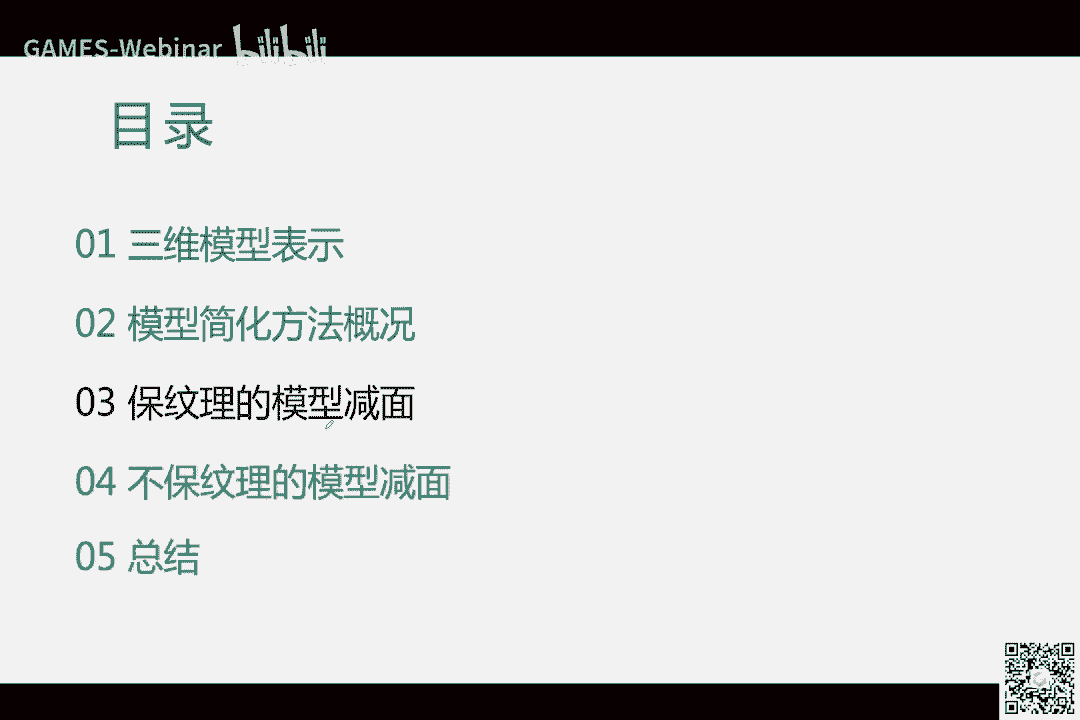 GAMES-Webinar bilibili
目录
01 三维模型表示
02 模型简化方法概况
03 保纹理的模型减面
04 不保纹理的模型减面
05 总结